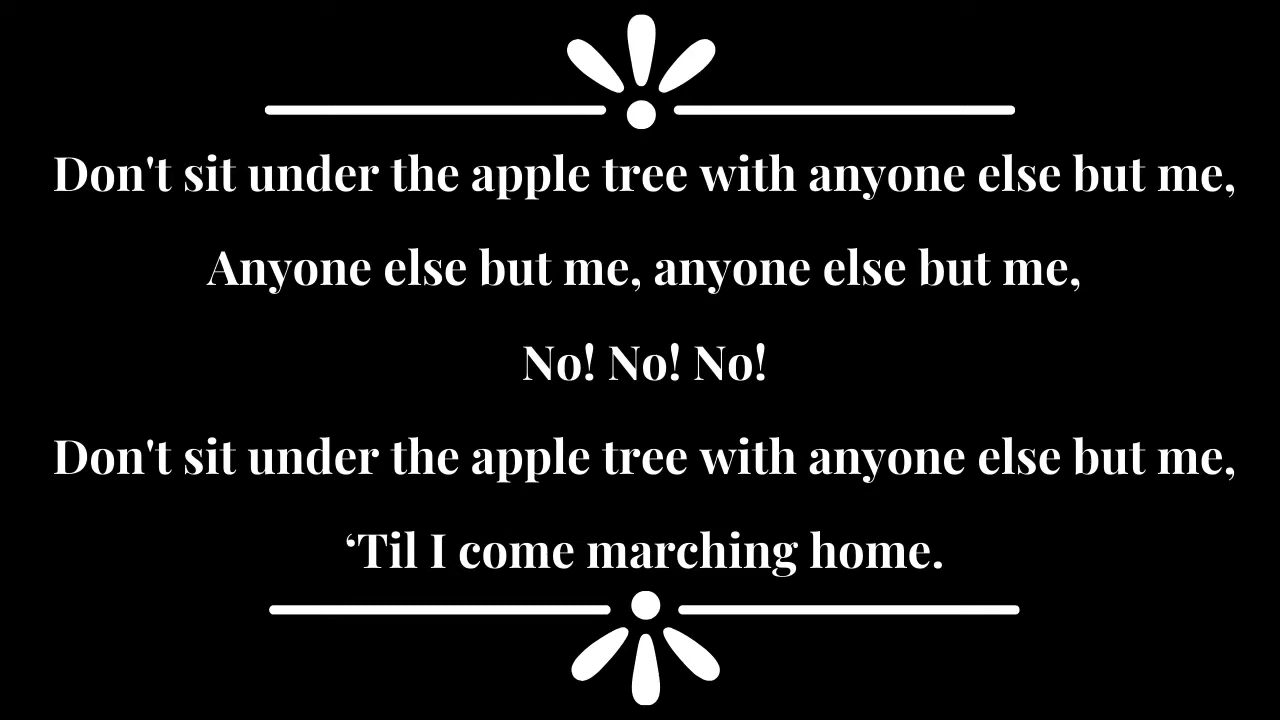 Don't sit under the apple tree with anyone else but me,
Anyone else but me, anyone else but me,
No! No! No!
Don't sit under the apple tree with anyone else but me,
‘Til I come marching home.